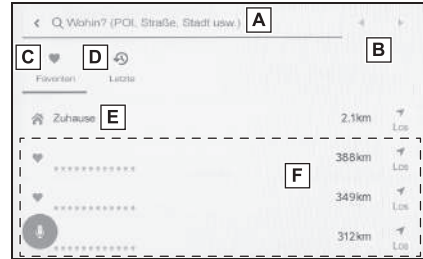 Wohin? (POI, Straße, Stadt usw.) A
B
C D
Favoriten Letzte
Zuhause E 2.1km Los
388km Los
F
349km Los
312km Los
************
************
************